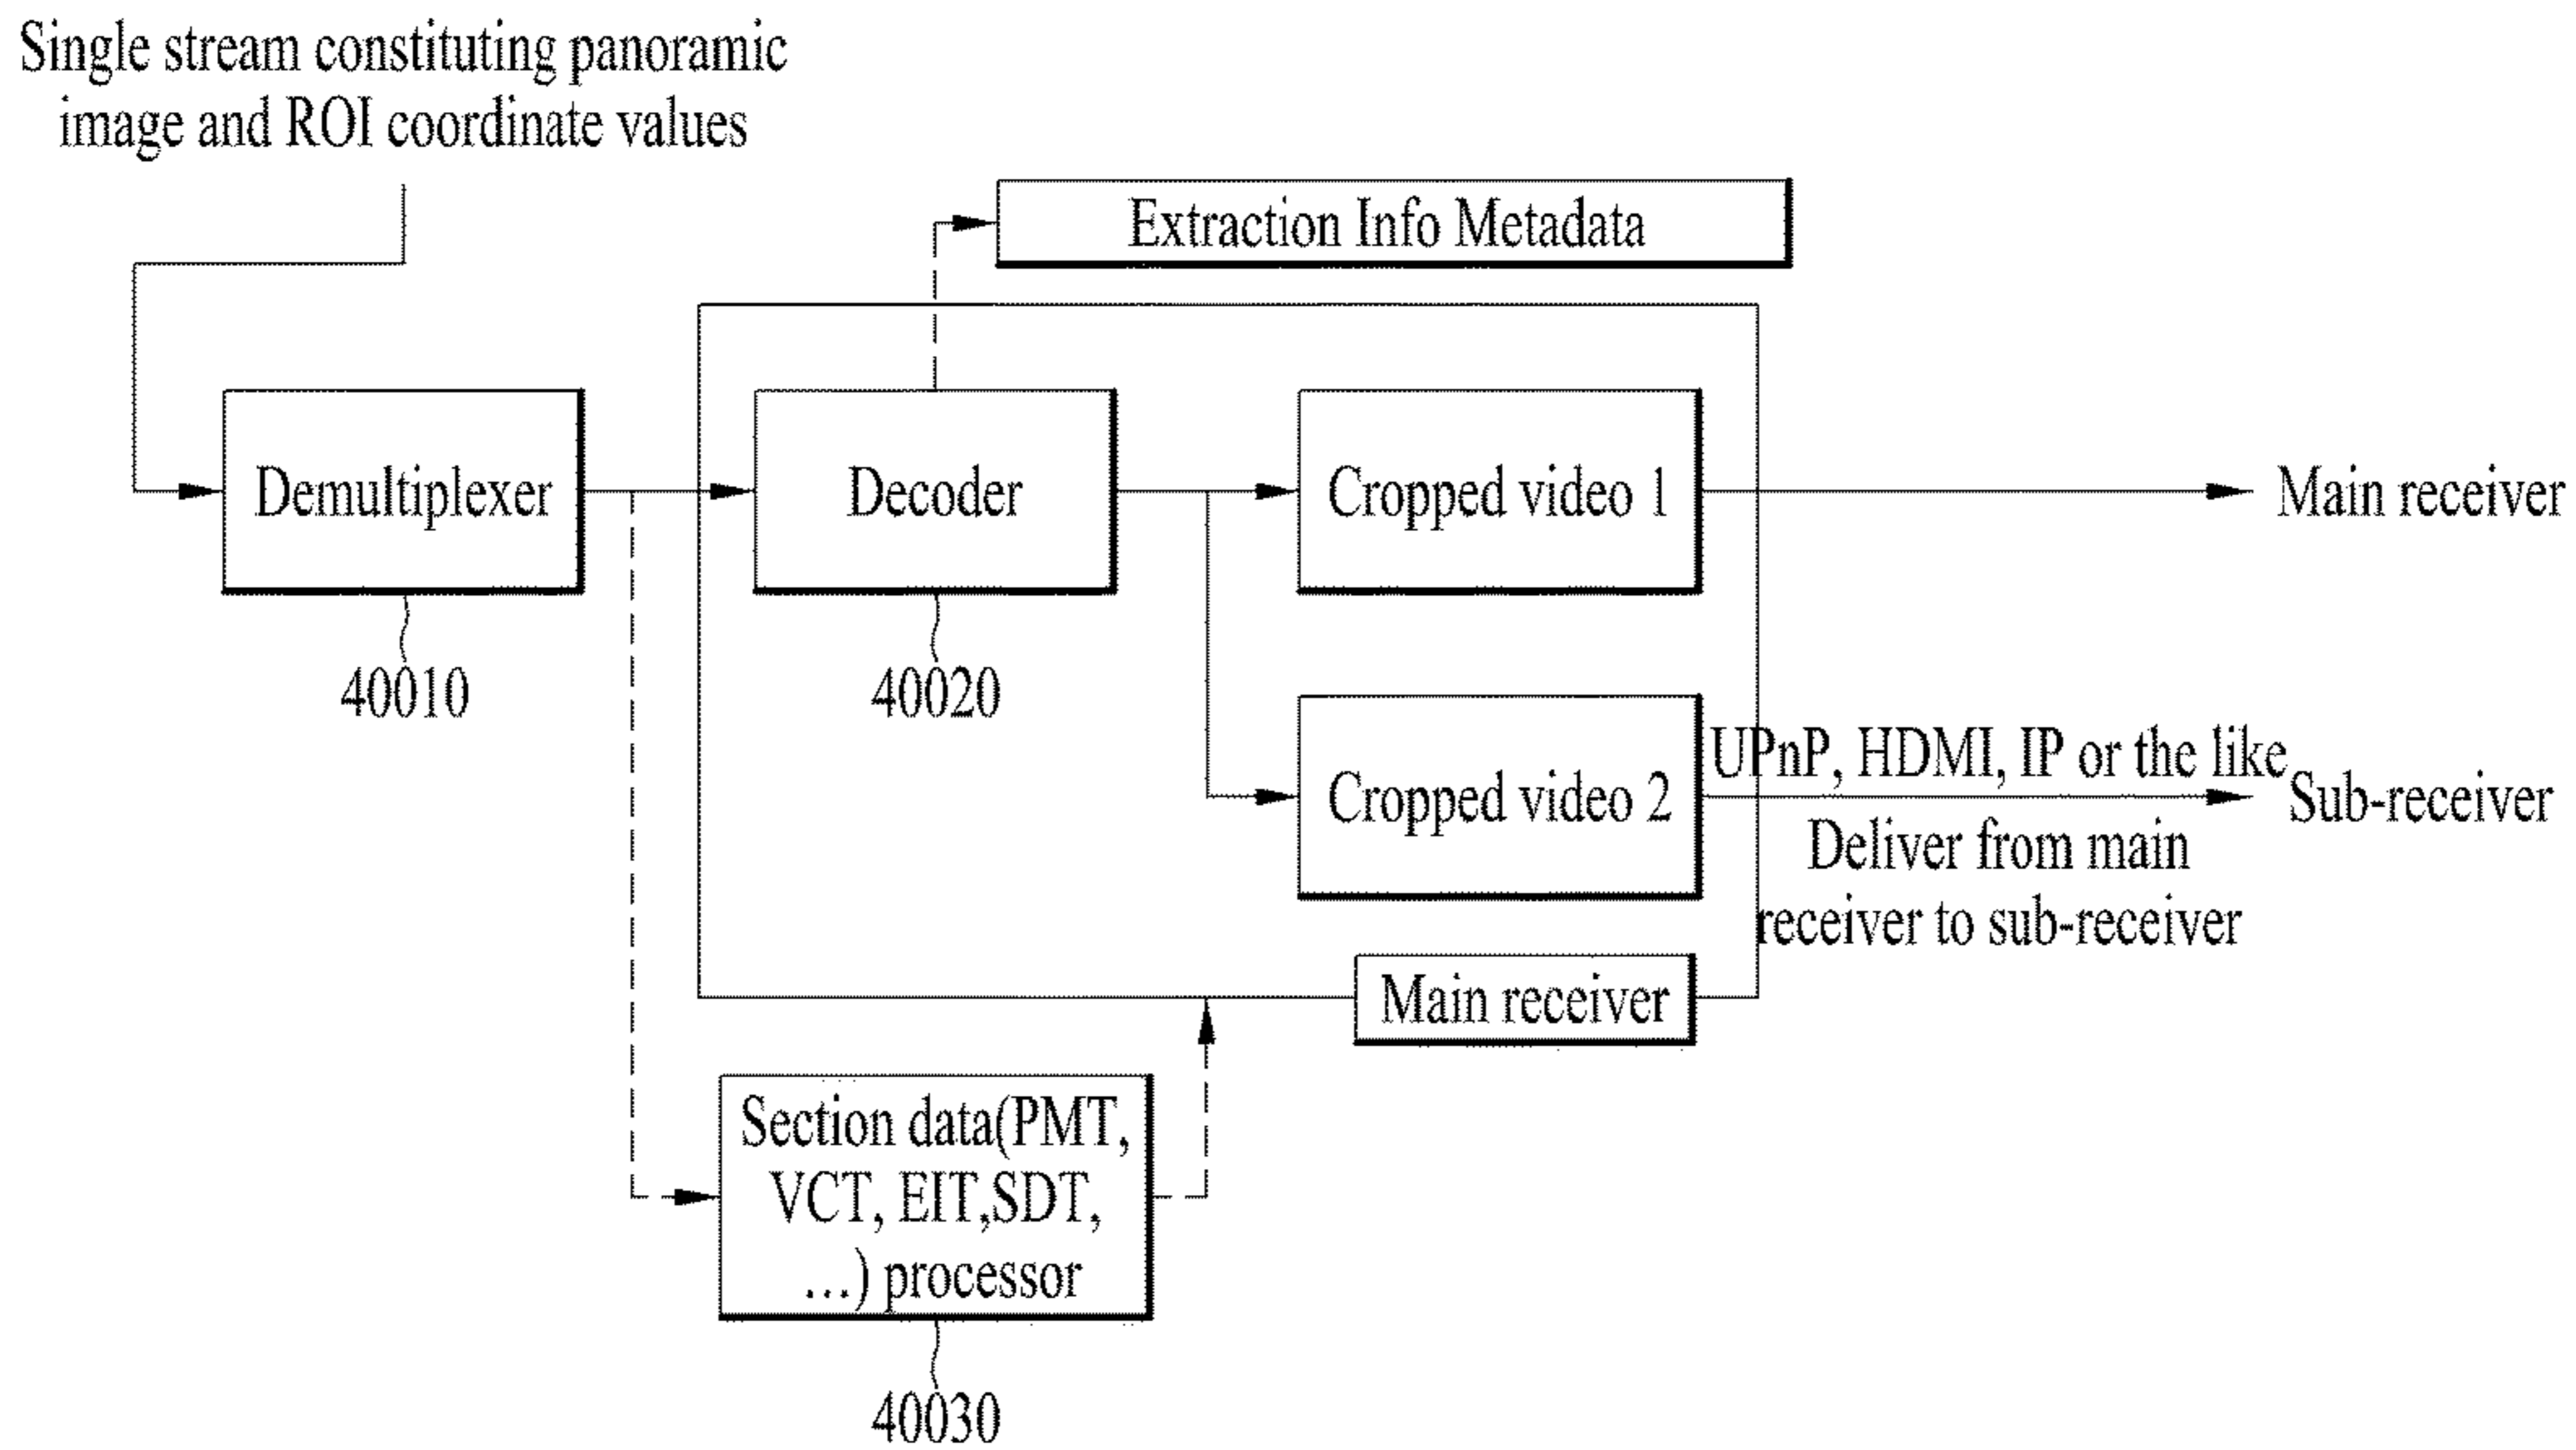 Single stream constituting panoramic
image and ROI coordinate values
Extraction Info Metadata
Demultiplexer
Decoder
Cropped video 1
Main receiver
40010
40020
Cropped video 2
UPnP, HDMI, IP or the like
Sub-receiver
Deliver from main
receiver to sub-receiver
Main receiver
Section data(PMT,
VCT, EIT,SDT,
...) processor
40030